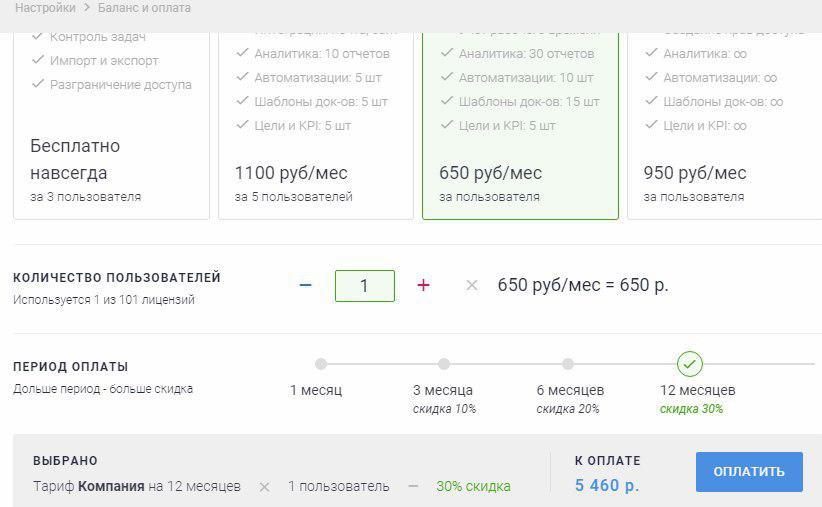 Настройки > Баланс и оплата
Контроль задач
Импорт и экспорт
Разграничение доступа
Бесплатно
навсегда
за 3 пользователя
Аналитика: 10 отчетов
Автоматизации: 5 шт
Шаблоны док-ов: 5 шт
Цели и KPI: 5 шт
1100 руб/мес
за 5 пользователей
Аналитика: 30 отчетов
Автоматизации: 10 шт
Шаблоны док-ов: 15 шт
Цели и KPI: 5 шт
650 руб/мес
за пользователя
Аналитика: ∞
Автоматизации: ∞
Шаблоны док-ов: ∞
Цели и KPI: ∞
950 руб/мес
за пользователя
КОЛИЧЕСТВО ПОЛЬЗОВАТЕЛЕЙ
Используется 1 из 101 лицензий
− 1 + × 650 руб/мес = 650 р.
ПЕРИОД ОПЛАТЫ
Дольше период - больше скидка
1 месяц
3 месяца
скидка 10%
6 месяцев
скидка 20%
12 месяцев
скидка 30%
ВЫБРАНО
Тариф Компания на 12 месяцев × 1 пользователь − 30% скидка
К ОПЛАТЕ
5 460 р.
ОПЛАТИТЬ